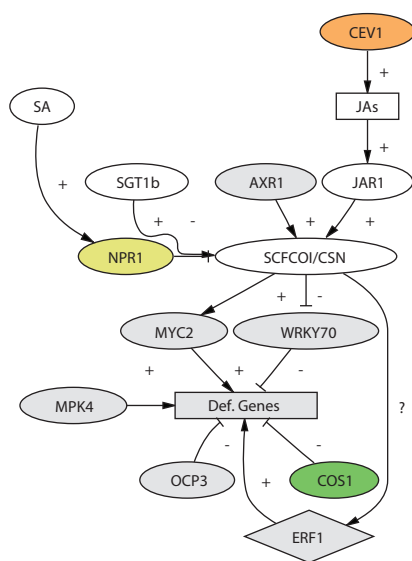 CEV1
+
SA
JAs
+
+
SGT1b
AXR1
JAR1
+
-
+
+
NPR1
SCFCOI/CSN
+
-
MYC2
WRKY70
+
+
-
MPK4
Def. Genes
?
-
-
OCP3
COS1
+
ERF1